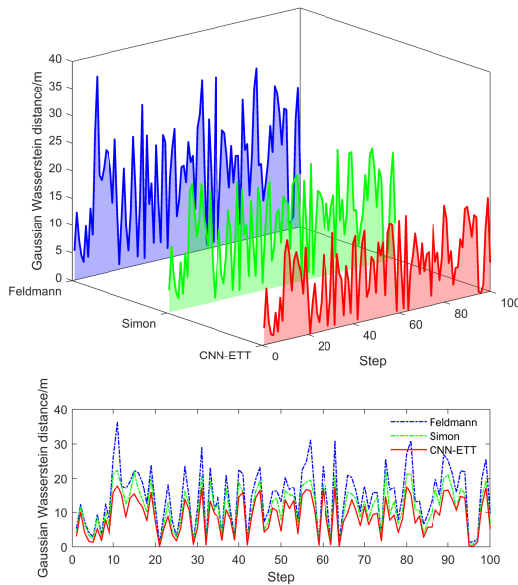 40
35
30
25
20
15
10
5
0
Gaussian Wasserstein distance/m
Feldmann
Simon
CNN-ETT
0
20
40
60
80
100
Step
40
30
20
10
0
Gaussian Wasserstein distance/m
Feldmann
Simon
CNN-ETT
0 10 20 30 40 50 60 70 80 90 100
Step